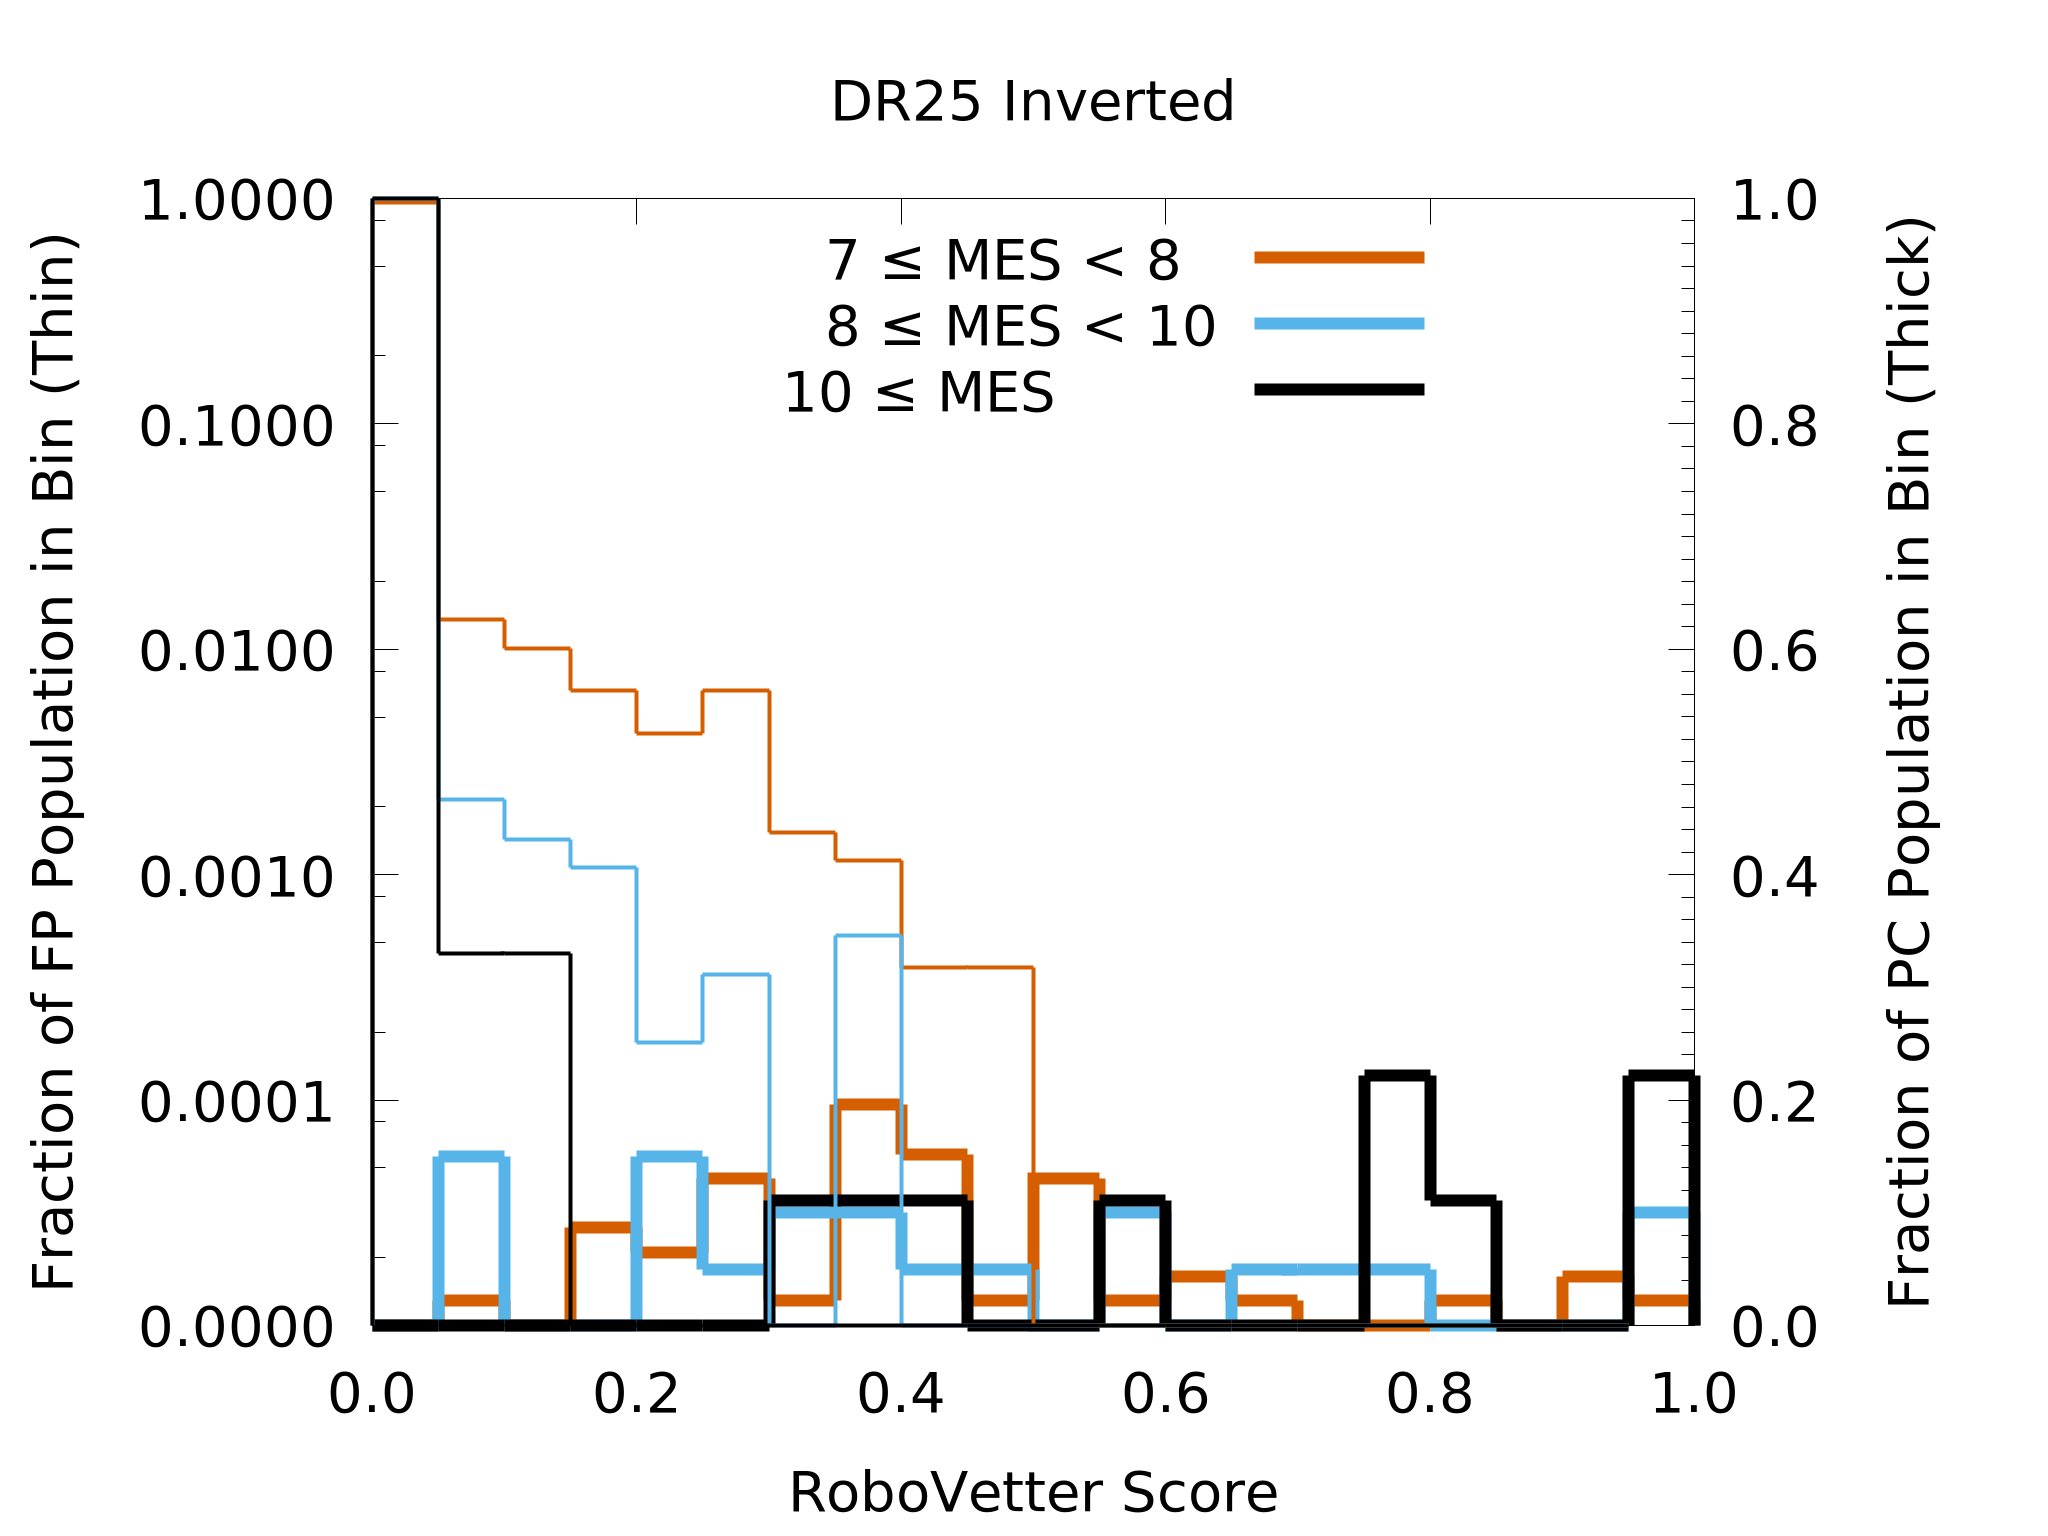 DR25 Inverted
Fraction of FP Population in Bin (Thin)
1.0000
0.1000
0.0100
0.0010
0.0001
0.0000
7 ≤ MES < 8
8 ≤ MES < 10
10 ≤ MES
1.0
0.8
0.6
0.4
0.2
0.0
Fraction of PC Population in Bin (Thick)
0.0 0.2 0.4 0.6 0.8 1.0
RoboVetter Score